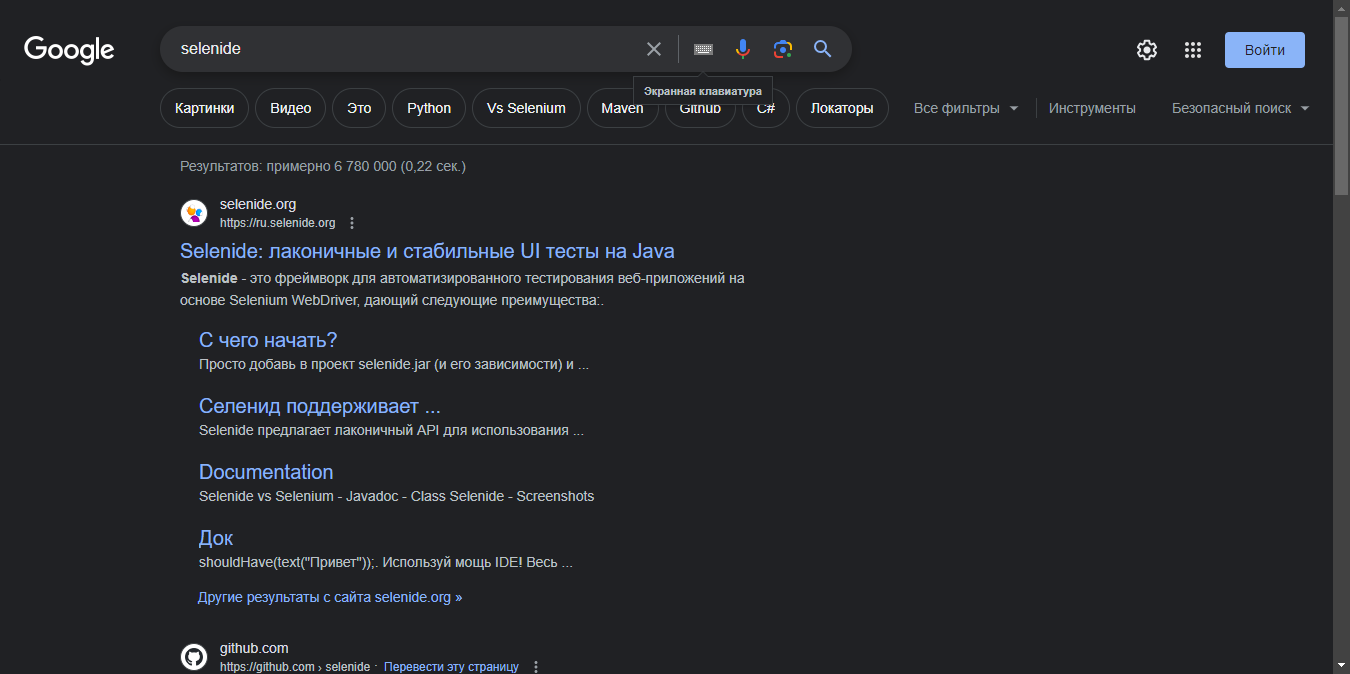 Google
selenide
Войти
Экранная клавиатура
Картинки Видео Это Python Vs Selenium Maven Github C# Локаторы Все фильтры Инструменты Безопасный поиск
Результатов: примерно 6 780 000 (0,22 сек.)
selenide.org
https://ru.selenide.org
Selenide: лаконичные и стабильные UI тесты на Java
Selenide - это фреймворк для автоматизированного тестирования веб-приложений на
основе Selenium WebDriver, дающий следующие преимущества:.
С чего начать?
Просто добавь в проект selenide.jar (и его зависимости) и ...
Селенид поддерживает ...
Selenide предлагает лаконичный API для использования ...
Documentation
Selenide vs Selenium - Javadoc - Class Selenide - Screenshots
Док
shouldHave(text("Привет"));. Используй мощь IDE! Весь ...
Другие результаты с сайта selenide.org »
github.com
https://github.com › selenide · Перевести эту страницу